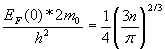 E_F(0)*2m_0 / h^2 = 1/4 (3n/π)^{2/3}